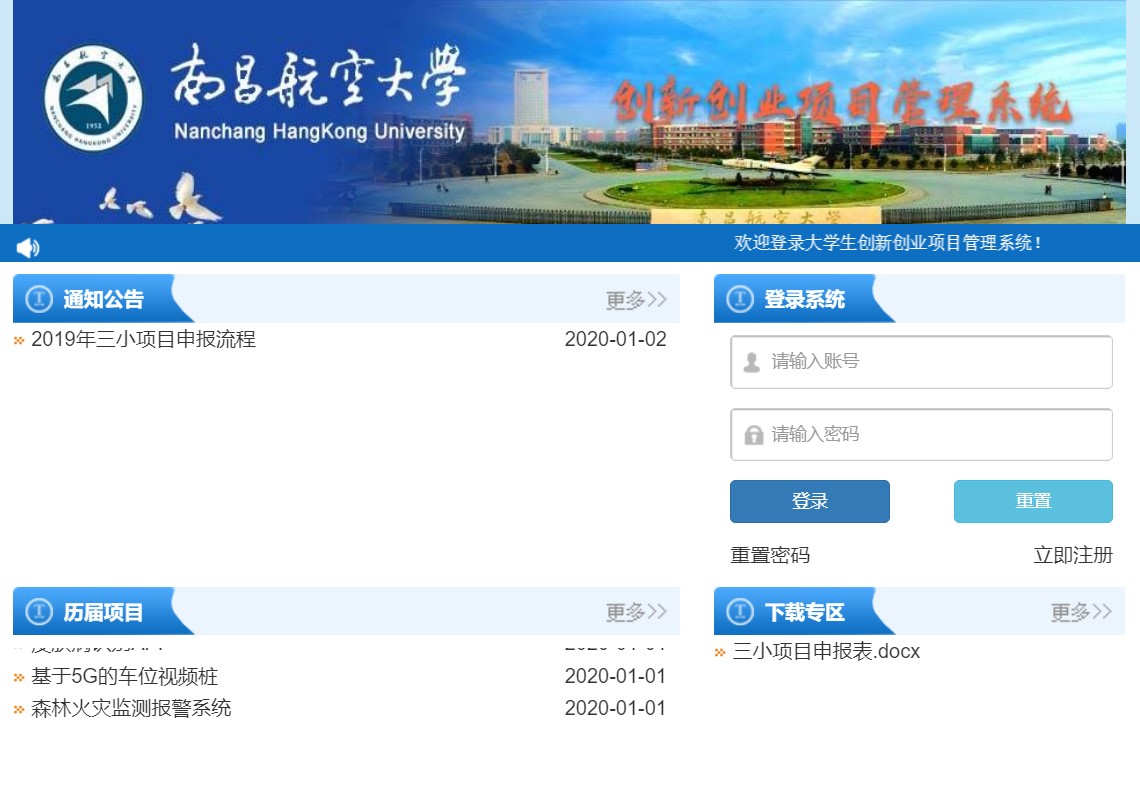 南昌航空大学
Nanchang HangKong University
南昌航空大学
NANCHANG HANGKONG UNIVERSITY
1952
创新创业项目管理系统
南昌航空大学
欢迎登录大学生创新创业项目管理系统！
通知公告
更多>>
2019年三小项目申报流程 2020-01-02
登录系统
请输入账号
请输入密码
登录 重置
重置密码 立即注册
历届项目 更多>>
2020-01-01
基于5G的车位视频桩 2020-01-01
森林火灾监测报警系统 2020-01-01
下载专区 更多>>
三小项目申报表.docx